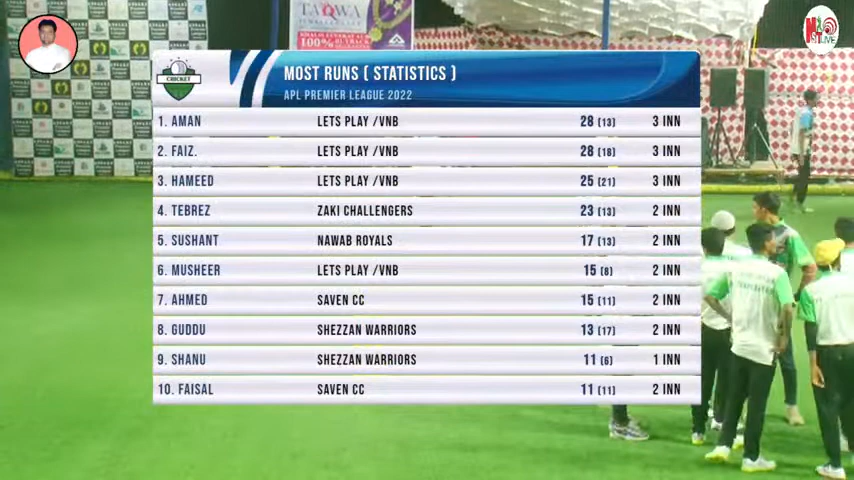 TAQWA
100%
MOST RUNS ( STATISTICS )
APL PREMIER LEAGUE 2022
CRICKET
1. AMAN LETS PLAY /VNB 28 (13) 3 INN
2. FAIZ. LETS PLAY /VNB 28 (18) 3 INN
3. HAMEED LETS PLAY /VNB 25 (21) 3 INN
4. TEBREZ ZAKI CHALLENGERS 23 (13) 2 INN
5. SUSHANT NAWAB ROYALS 17 (13) 2 INN
6. MUSHEER LETS PLAY /VNB 15 (8) 2 INN
7. AHMED SAVEN CC 15 (11) 2 INN
8. GUDDU SHEZZAN WARRIORS 13 (17) 2 INN
9. SHANU SHEZZAN WARRIORS 11 (6) 1 INN
10. FAISAL SAVEN CC 11 (11) 2 INN